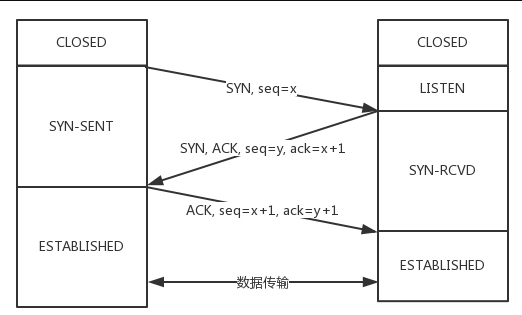 CLOSED
CLOSED
SYN, seq=x
LISTEN
SYN-SENT
SYN, ACK, seq=y, ack=x+1
SYN-RCVD
ACK, seq=x+1, ack=y+1
ESTABLISHED
ESTABLISHED
数据传输